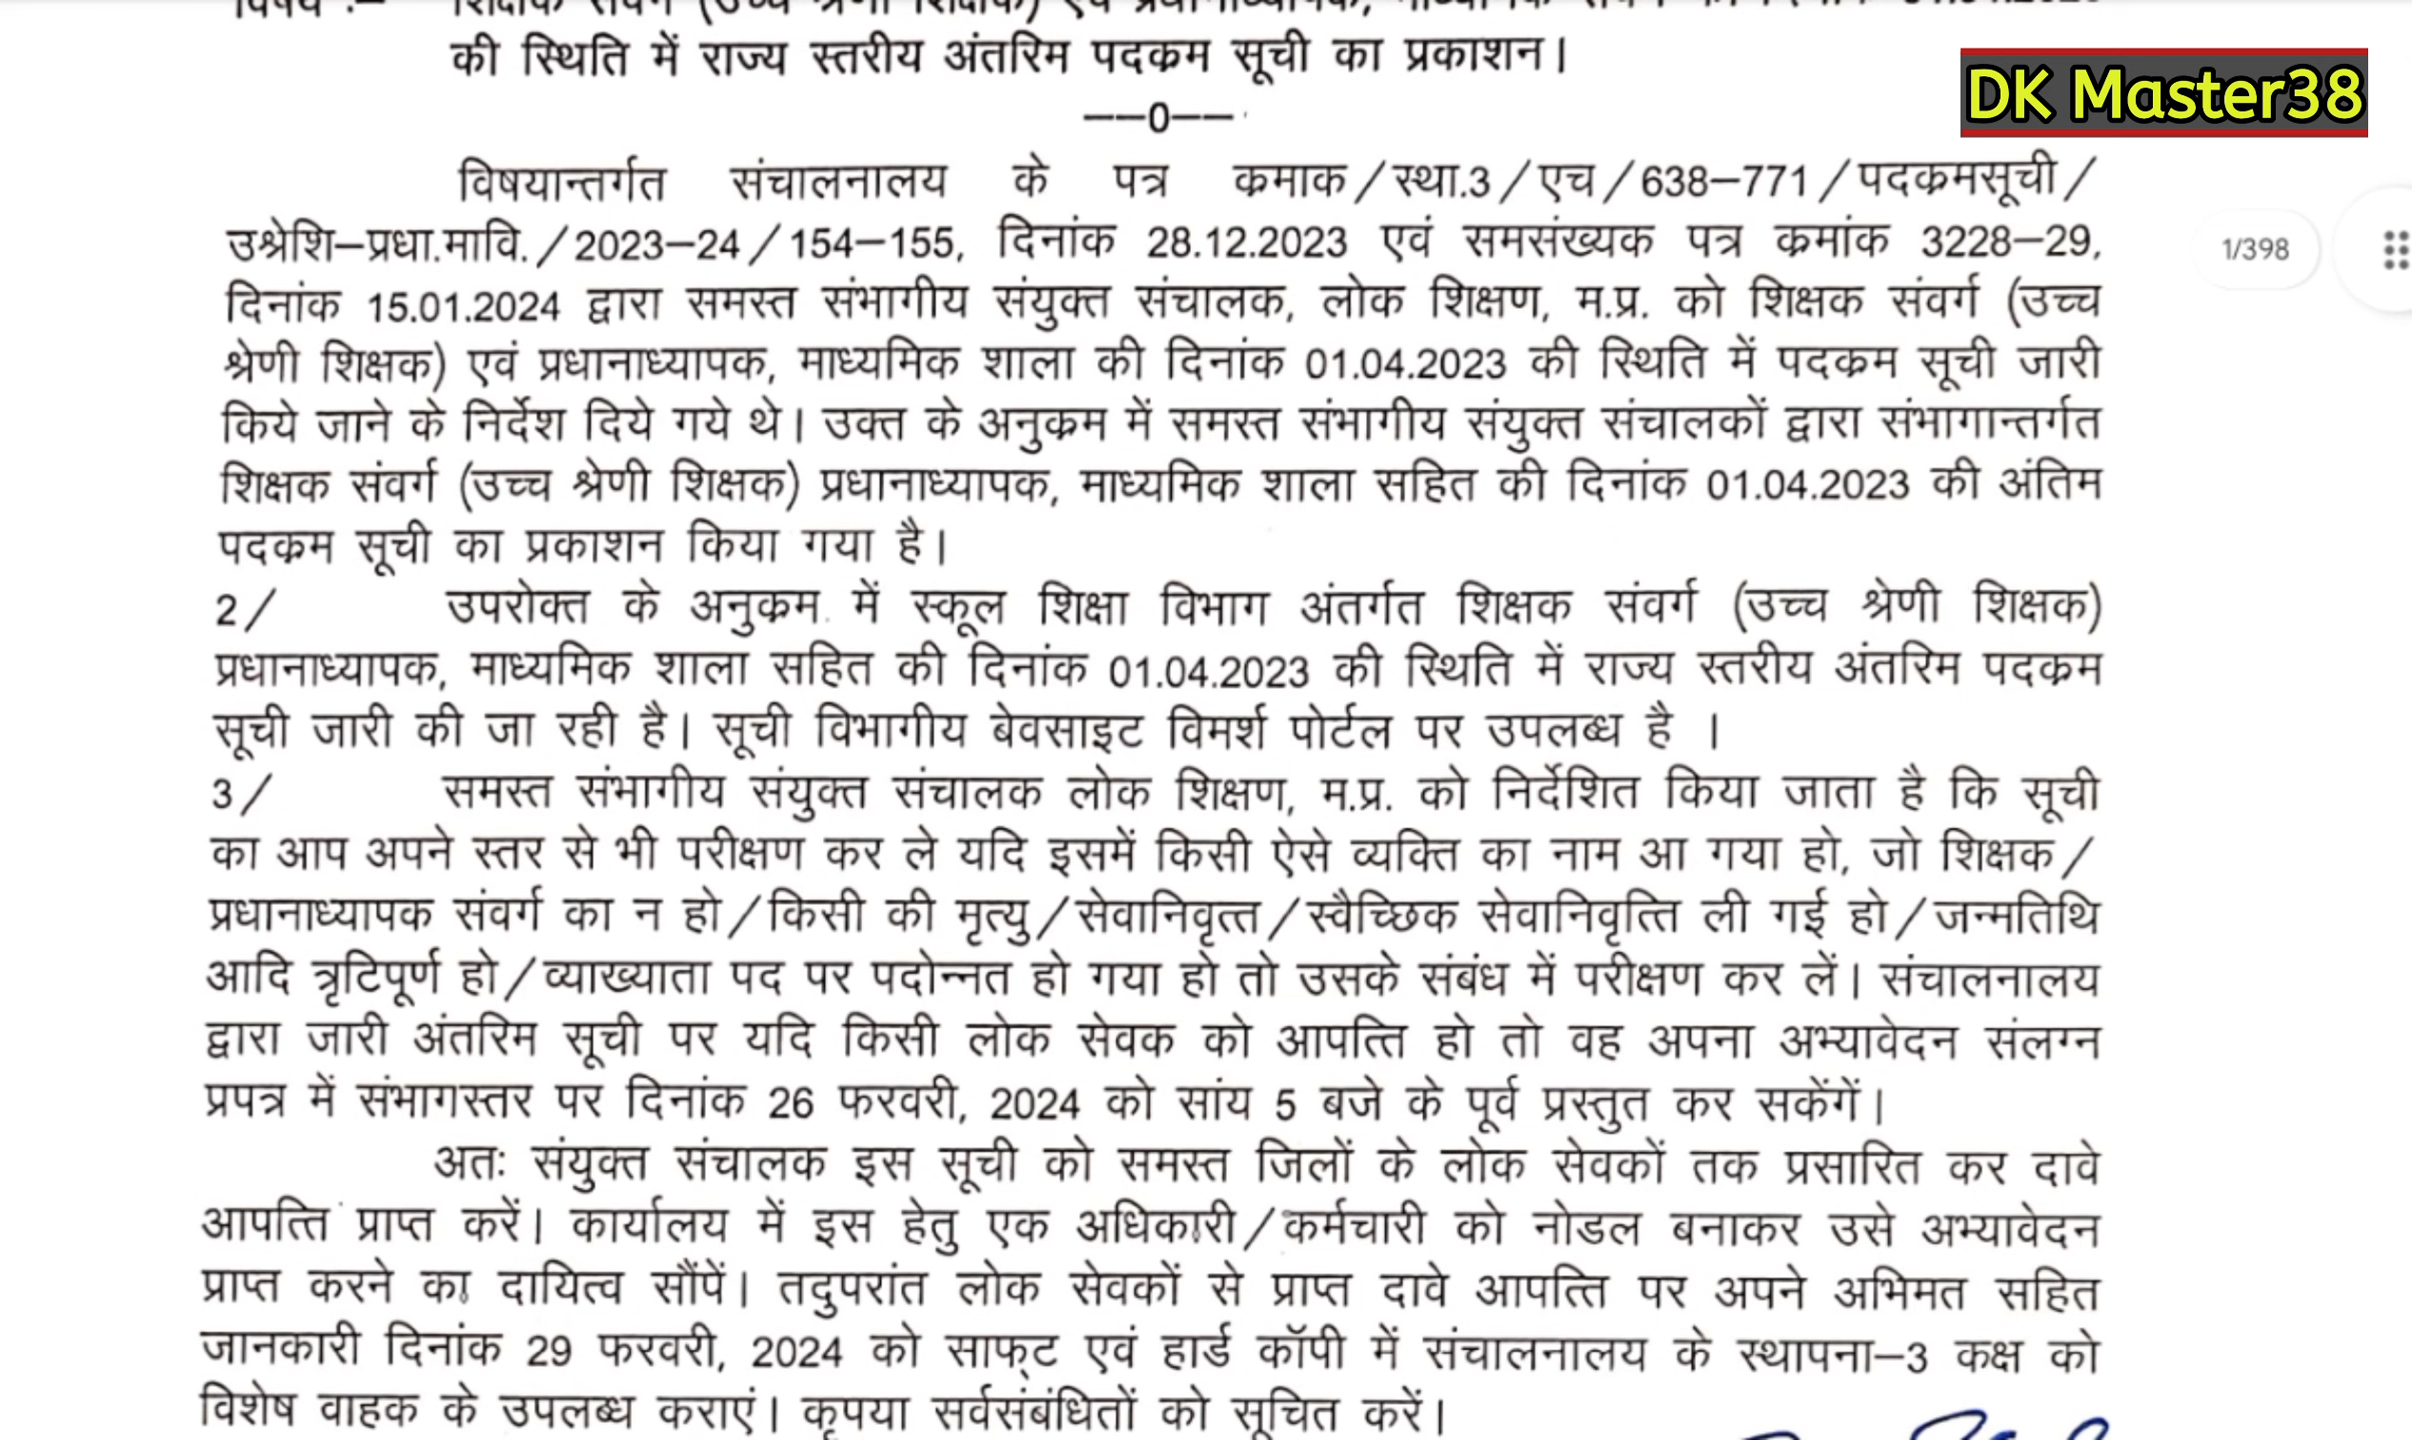 की स्थिति में राज्य स्तरीय अंतरिम पदक्रम सूची का प्रकाशन।
DK Master38
——0——
विषयान्तर्गत संचालनालय के पत्र क्रमाक/स्था.3/एच/638–771/पदक्रमसूची/
उश्रेशि–प्रधा.मावि./2023–24/154–155, दिनांक 28.12.2023 एवं समसंख्यक पत्र क्रमांक 3228–29,
1/398
दिनांक 15.01.2024 द्वारा समस्त संभागीय संयुक्त संचालक, लोक शिक्षण, म.प्र. को शिक्षक संवर्ग (उच्च
श्रेणी शिक्षक) एवं प्रधानाध्यापक, माध्यमिक शाला की दिनांक 01.04.2023 की स्थिति में पदक्रम सूची जारी
किये जाने के निर्देश दिये गये थे। उक्त के अनुक्रम में समस्त संभागीय संयुक्त संचालकों द्वारा संभागान्तर्गत
शिक्षक संवर्ग (उच्च श्रेणी शिक्षक) प्रधानाध्यापक, माध्यमिक शाला सहित की दिनांक 01.04.2023 की अंतिम
पदक्रम सूची का प्रकाशन किया गया है।
2/ उपरोक्त के अनुक्रम में स्कूल शिक्षा विभाग अंतर्गत शिक्षक संवर्ग (उच्च श्रेणी शिक्षक)
प्रधानाध्यापक, माध्यमिक शाला सहित की दिनांक 01.04.2023 की स्थिति में राज्य स्तरीय अंतरिम पदक्रम
सूची जारी की जा रही है। सूची विभागीय बेवसाइट विमर्श पोर्टल पर उपलब्ध है ।
3/ समस्त संभागीय संयुक्त संचालक लोक शिक्षण, म.प्र. को निर्देशित किया जाता है कि सूची
का आप अपने स्तर से भी परीक्षण कर ले यदि इसमें किसी ऐसे व्यक्ति का नाम आ गया हो, जो शिक्षक/
प्रधानाध्यापक संवर्ग का न हो/किसी की मृत्यु/सेवानिवृत्त/स्वैच्छिक सेवानिवृत्ति ली गई हो/जन्मतिथि
आदि त्रृटिपूर्ण हो/व्याख्याता पद पर पदोन्नत हो गया हो तो उसके संबंध में परीक्षण कर लें। संचालनालय
द्वारा जारी अंतरिम सूची पर यदि किसी लोक सेवक को आपत्ति हो तो वह अपना अभ्यावेदन संलग्न
प्रपत्र में संभागस्तर पर दिनांक 26 फरवरी, 2024 को सांय 5 बजे के पूर्व प्रस्तुत कर सकेंगें।
अतः संयुक्त संचालक इस सूची को समस्त जिलों के लोक सेवकों तक प्रसारित कर दावे
आपत्ति प्राप्त करें। कार्यालय में इस हेतु एक अधिकारी/कर्मचारी को नोडल बनाकर उसे अभ्यावेदन
प्राप्त करने का दायित्व सौंपें। तदुपरांत लोक सेवकों से प्राप्त दावे आपत्ति पर अपने अभिमत सहित
जानकारी दिनांक 29 फरवरी, 2024 को साफ्ट एवं हार्ड कॉपी में संचालनालय के स्थापना–3 कक्ष को
विशेष वाहक के उपलब्ध कराएं। कृपया सर्वसंबंधितों को सूचित करें।